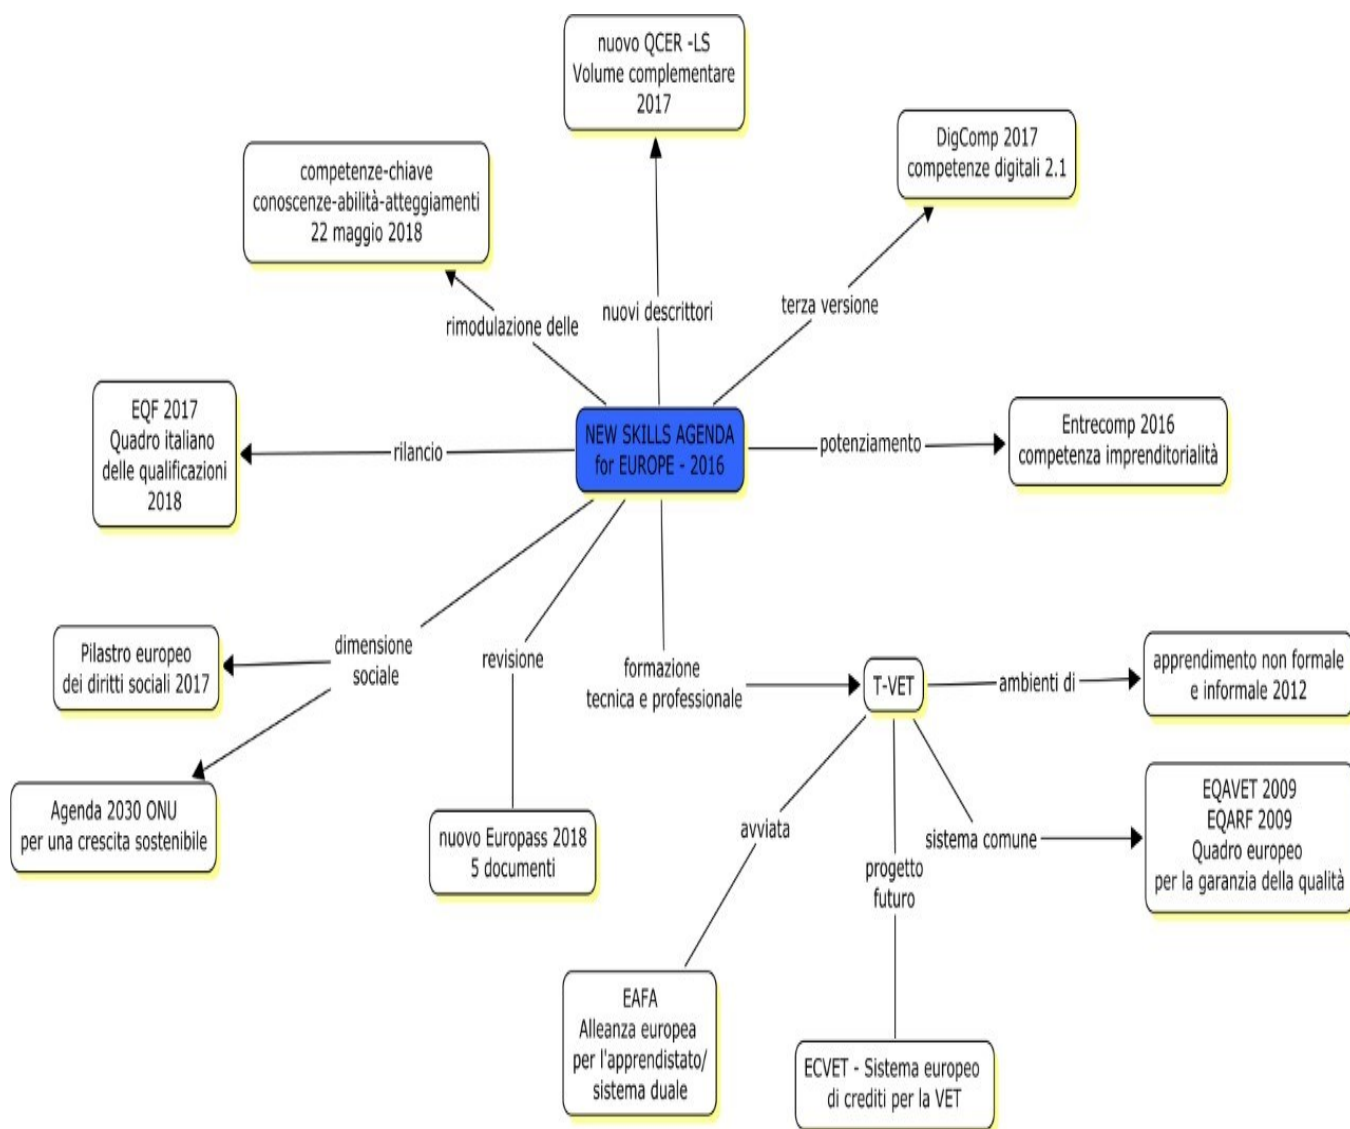 nuovo QCER -LS
Volume complementare
2017
DigComp 2017
competenze digitali 2.1
competenze-chiave
conoscenze-abilità-atteggiamenti
22 maggio 2018
nuovi descrittori
terza versione
rimodulazione delle
EQF 2017
Quadro italiano
delle qualificazioni
2018
rilancio
NEW SKILLS AGENDA
for EUROPE - 2016
potenziamento
Entrecomp 2016
competenza imprenditorialità
Pilastro europeo
dei diritti sociali 2017
dimensione
sociale
revisione
formazione
tecnica e professionale
T-VET
ambienti di
apprendimento non formale
e informale 2012
Agenda 2030 ONU
per una crescita sostenibile
nuovo Europass 2018
5 documenti
avviata
progetto
futuro
sistema comune
EQAVET 2009
EQARF 2009
Quadro europeo
per la garanzia della qualità
EAFA
Alleanza europea
per l'apprendistato/
sistema duale
ECVET - Sistema europeo
di crediti per la VET